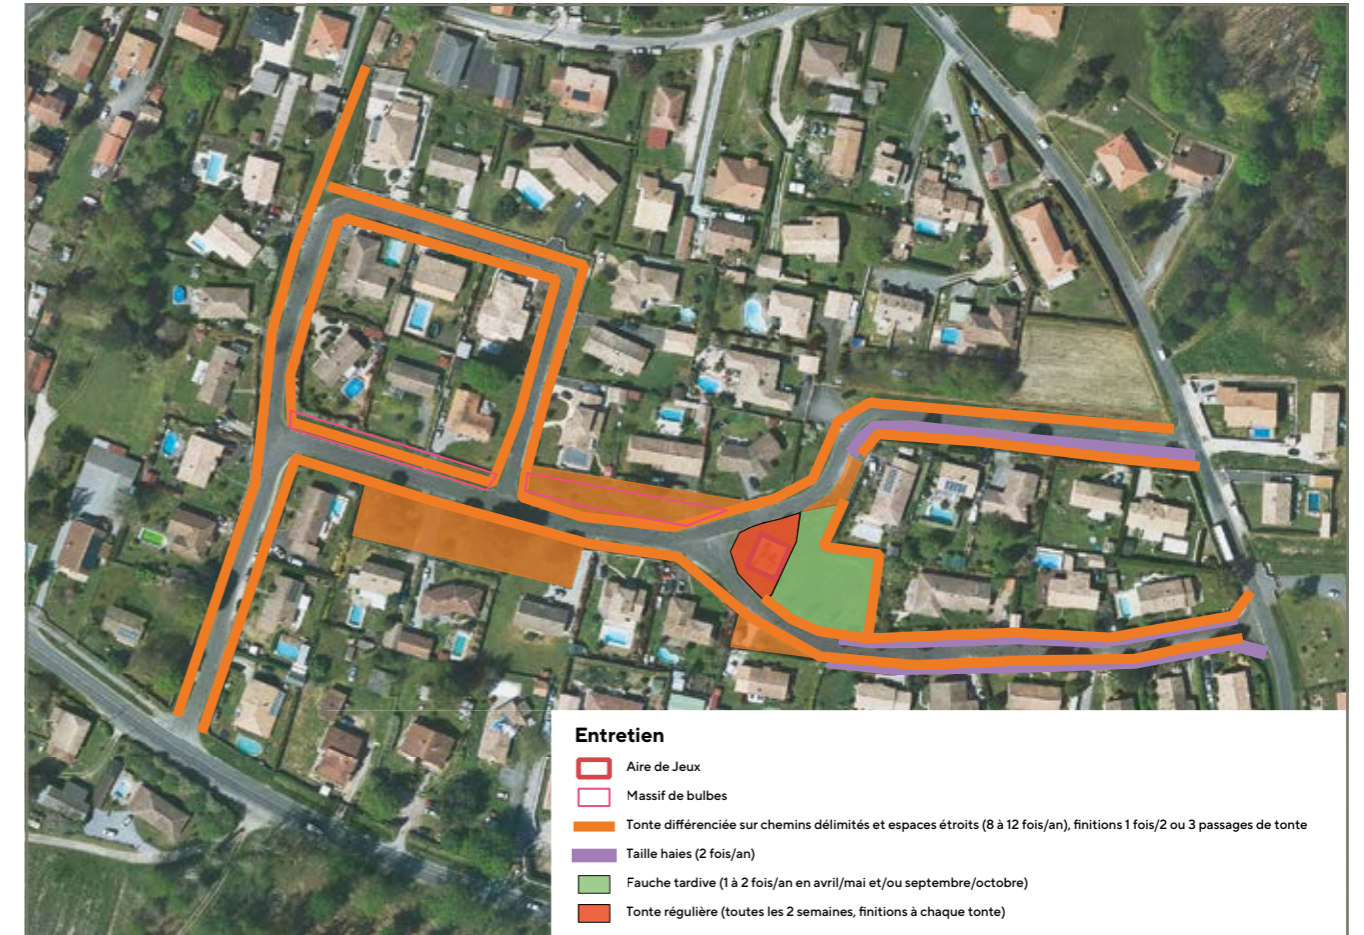 Entretien
Aire de Jeux
Massif de bulbes
Tonte différenciée sur chemins délimités et espaces étroits (8 à 12 fois/an), finitions 1 fois/2 ou 3 passages de tonte
Taille haies (2 fois/an)
Fauche tardive (1 à 2 fois/an en avril/mai et/ou septembre/octobre)
Tonte régulière (toutes les 2 semaines, finitions à chaque tonte)